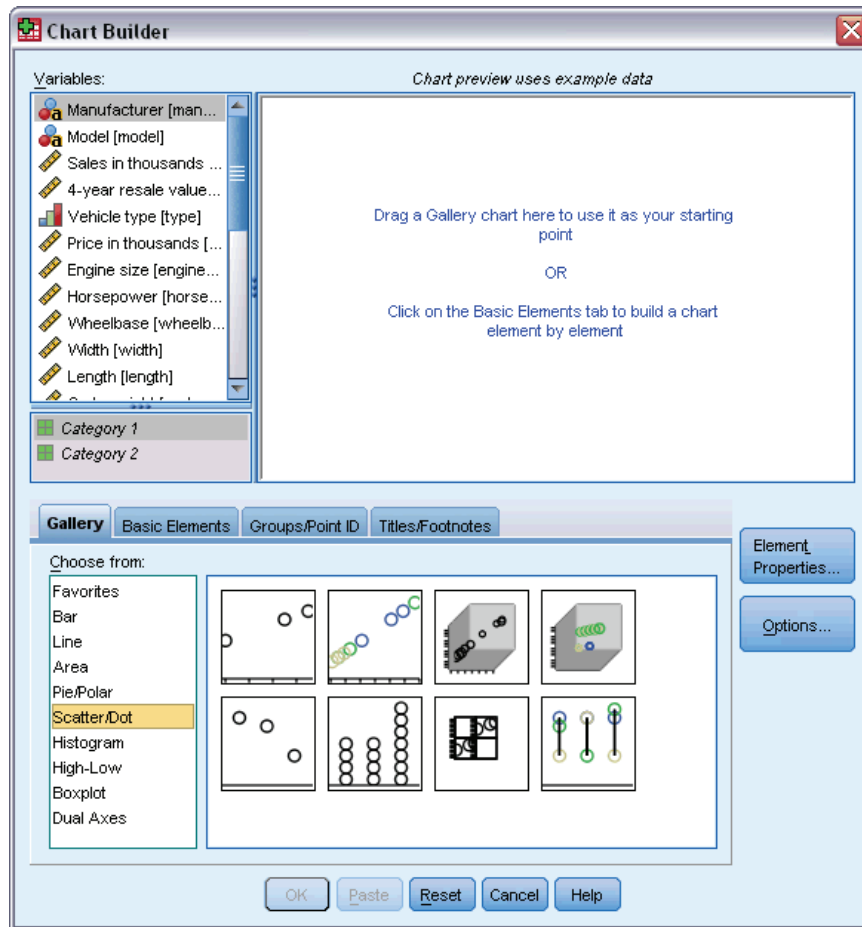 Chart Builder
Variables:
Chart preview uses example data
Manufacturer [man...
Model [model]
Sales in thousands ...
4-year resale value...
Vehicle type [type]
Price in thousands [...
Engine size [engine...
Horsepower [horse...
Wheelbase [wheelb...
Width [width]
Length [length]
Category 1
Category 2
Drag a Gallery chart here to use it as your starting
point
OR
Click on the Basic Elements tab to build a chart
element by element
Gallery
Basic Elements
Groups/Point ID
Titles/Footnotes
Choose from:
Favorites
Bar
Line
Area
Pie/Polar
Scatter/Dot
Histogram
High-Low
Boxplot
Dual Axes
Element
Properties...
Options...
OK
Paste
Reset
Cancel
Help